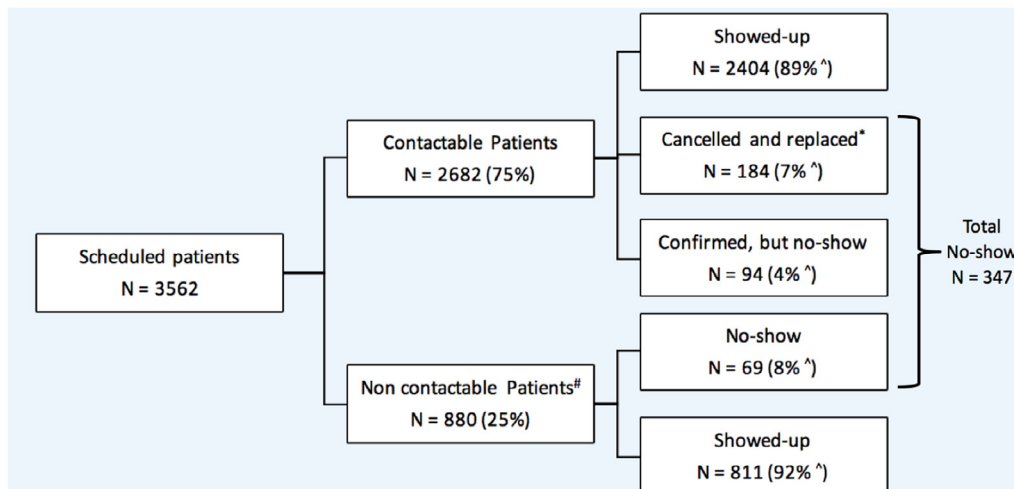 Scheduled patients
N = 3562
Contactable Patients
N = 2682 (75%)
Non contactable Patients#
N = 880 (25%)
Showed-up
N = 2404 (89% ^)
Cancelled and replaced*
N = 184 (7% ^)
Confirmed, but no-show
N = 94 (4% ^)
No-show
N = 69 (8% ^)
Showed-up
N = 811 (92% ^)
Total
No-show
N = 347